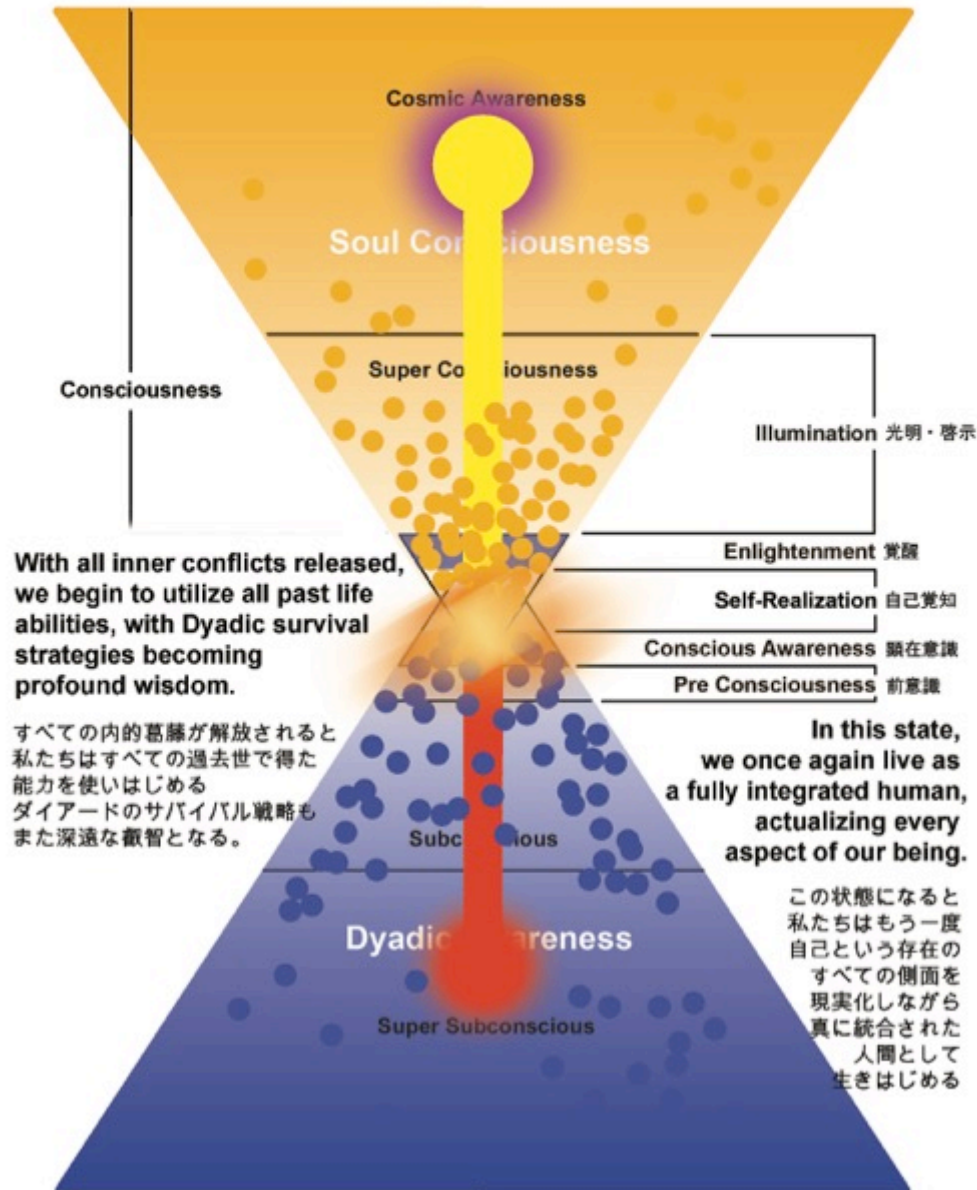 Cosmic Awareness
Soul Consciousness
Super Consciousness
Consciousness
Illumination 光明・啓示
Enlightenment 覚醒
Self-Realization 自己覚知
Conscious Awareness 顕在意識
Pre Consciousness 前意識
With all inner conflicts released,
we begin to utilize all past life
abilities, with Dyadic survival
strategies becoming
profound wisdom.
すべての内的葛藤が解放されると
私たちはすべての過去世で得た
能力を使いはじめる
ダイアードのサバイバル戦略も
また深遠な叡智となる。
In this state,
we once again live as
a fully integrated human,
actualizing every
aspect of our being.
この状態になると
私たちはもう一度
自己という存在の
すべての側面を
現実化しながら
真に統合された
人間として
生きはじめる
Subconscious
Dyadic Awareness
Super Subconscious